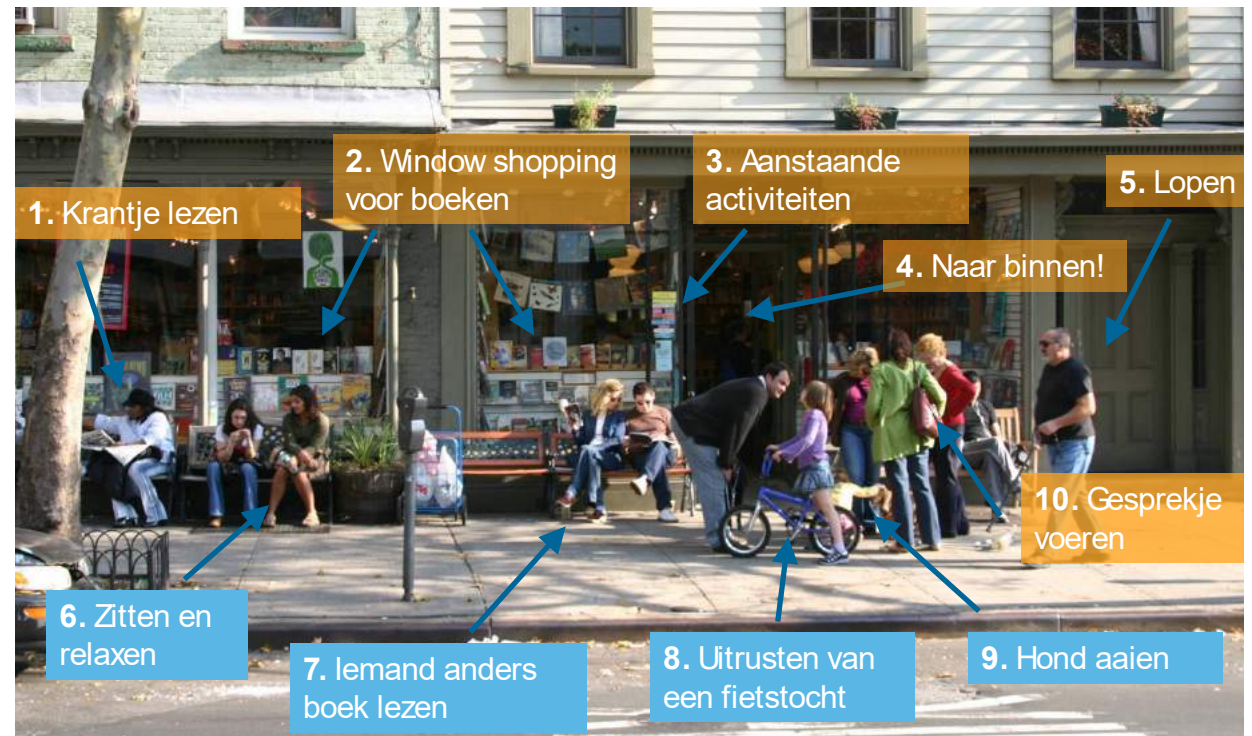 1. Krantje lezen
2. Window shopping
voor boeken
3. Aanstaande
activiteiten
4. Naar binnen!
5. Lopen
6. Zitten en
relaxen
7. Iemand anders
boek lezen
8. Uitrusten van
een fietstocht
9. Hond aaien
10. Gesprekje
voeren